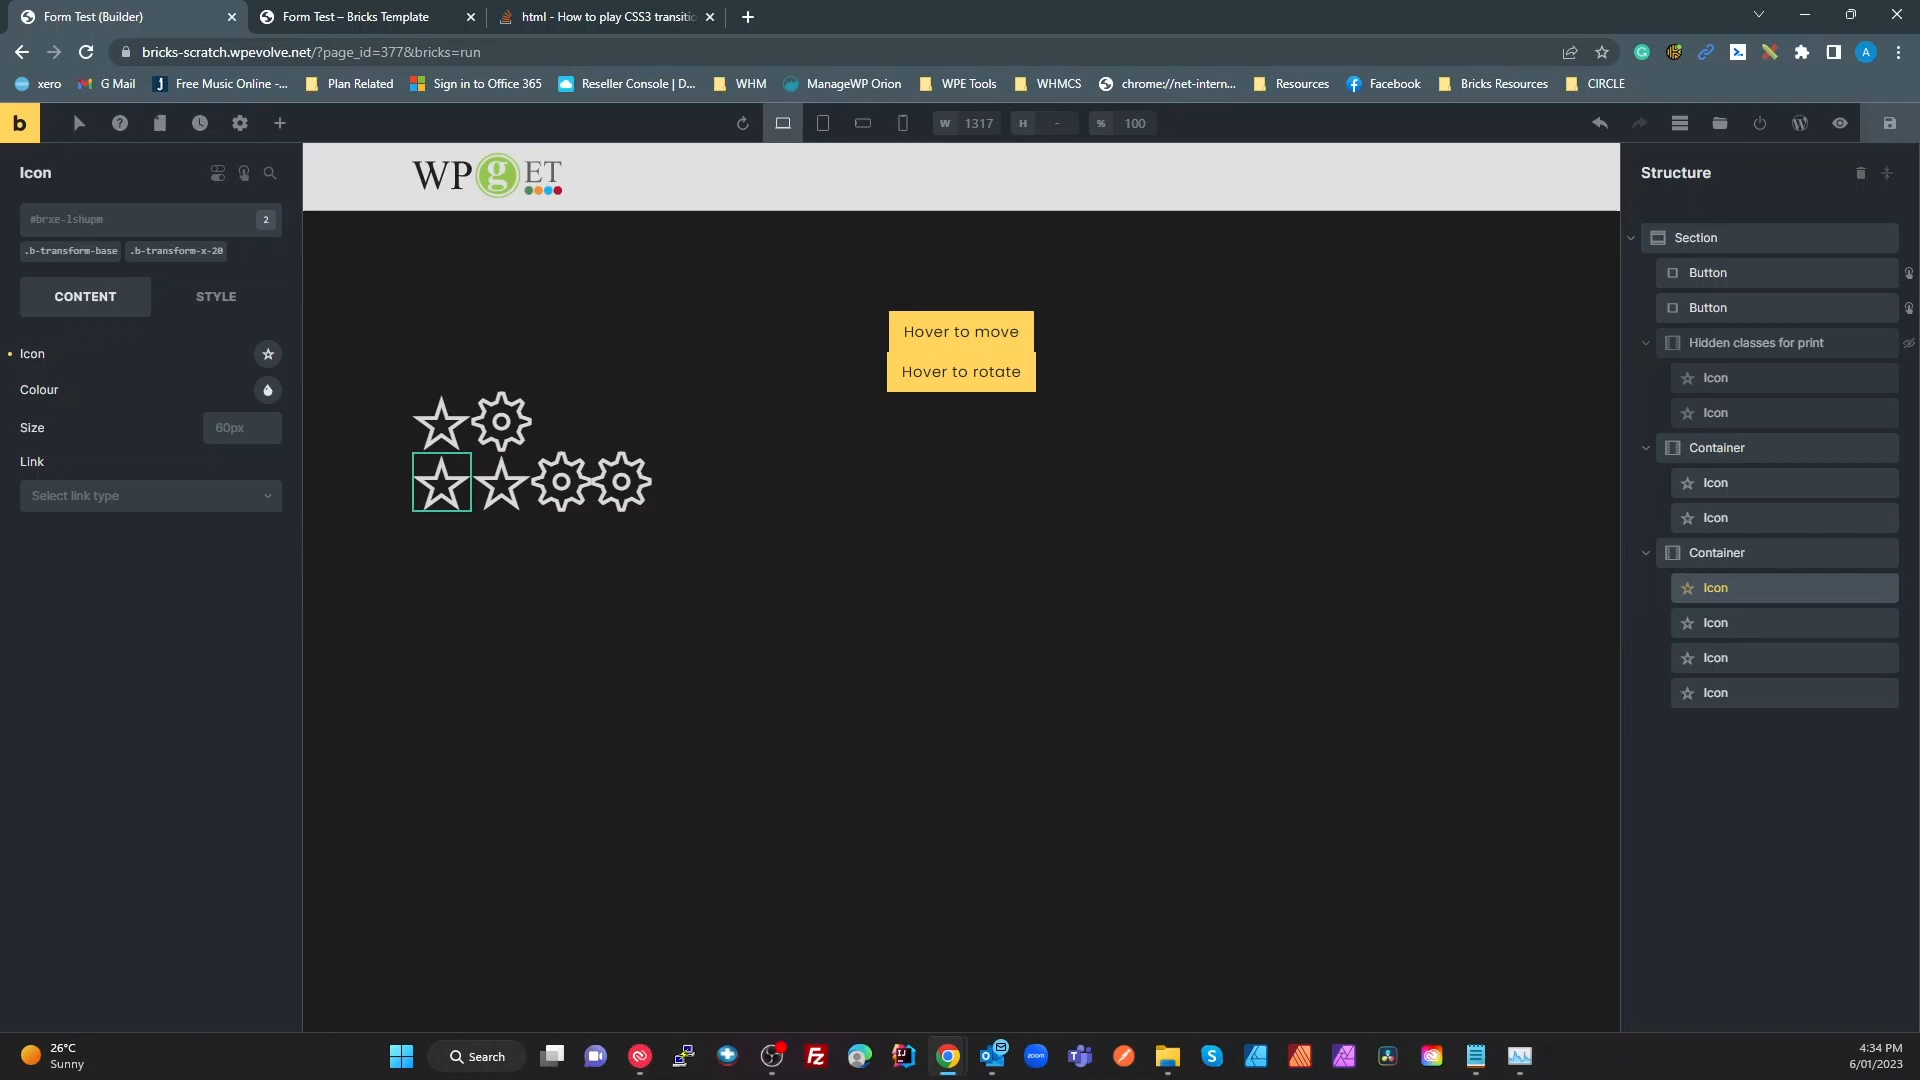 Form Test (Builder)
Form Test – Bricks Template
html - How to play CSS3 transitio
bricks-scratch.wpevolve.net/?page_id=377&bricks=run
A
xero
G Mail
J
Free Music Online -...
Plan Related
Sign in to Office 365
Reseller Console | D...
WHM
ManageWP Orion
WPE Tools
WHMCS
chrome://net-intern...
Resources
Facebook
Bricks Resources
CIRCLE
b
W 1317
H -
% 100
Icon
#brxe-lshupm
2
.b-transform-base
.b-transform-x-20
CONTENT
STYLE
Icon
Colour
Size
60px
Link
Select link type
WPgET
Hover to move
Hover to rotate
Structure
Section
Button
Button
Hidden classes for print
Icon
Icon
Container
Icon
Icon
Container
Icon
Icon
Icon
Icon
26°C
Sunny
Search
Fz
IJ
zoom
4:34 PM
6/01/2023